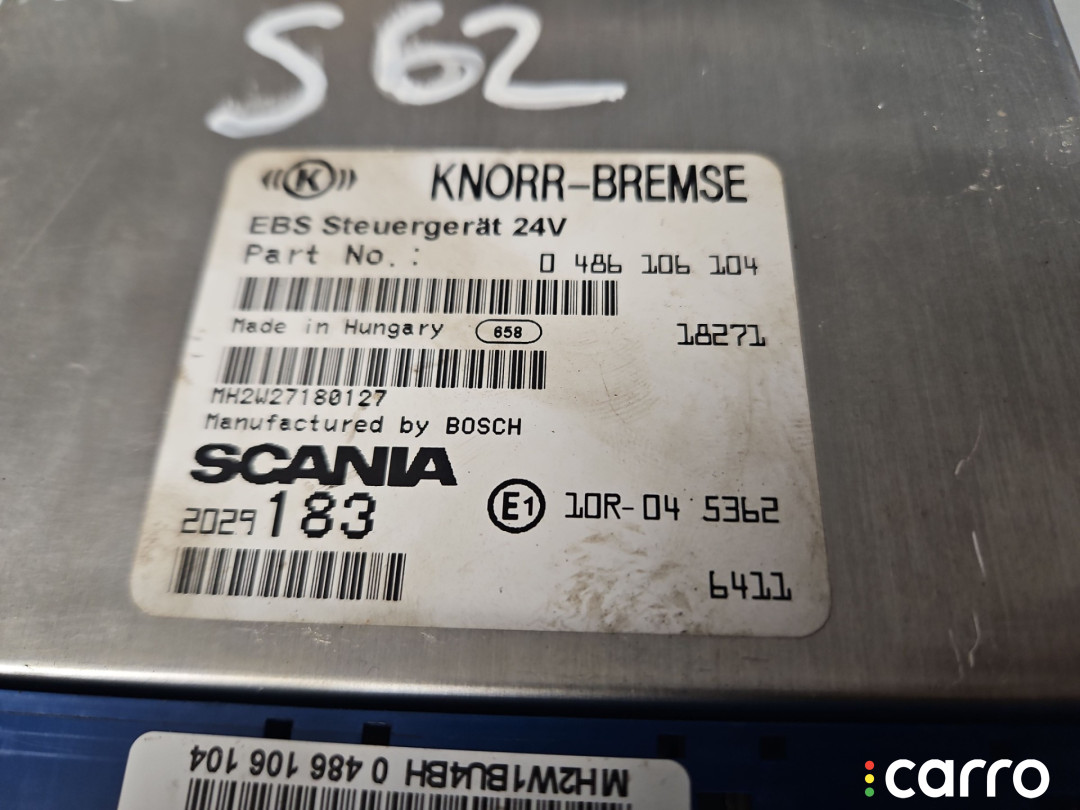 S62
K KNORR-BREMSE
EBS Steuergerät 24V
Part No.: 0 486 106 104
Made in Hungary 658 18271
MH2W27180127
Manufactured by BOSCH
SCANIA
2029183 E1 10R-04 5362
6411
MH2W1BU4BH 0 486 106 104
carro